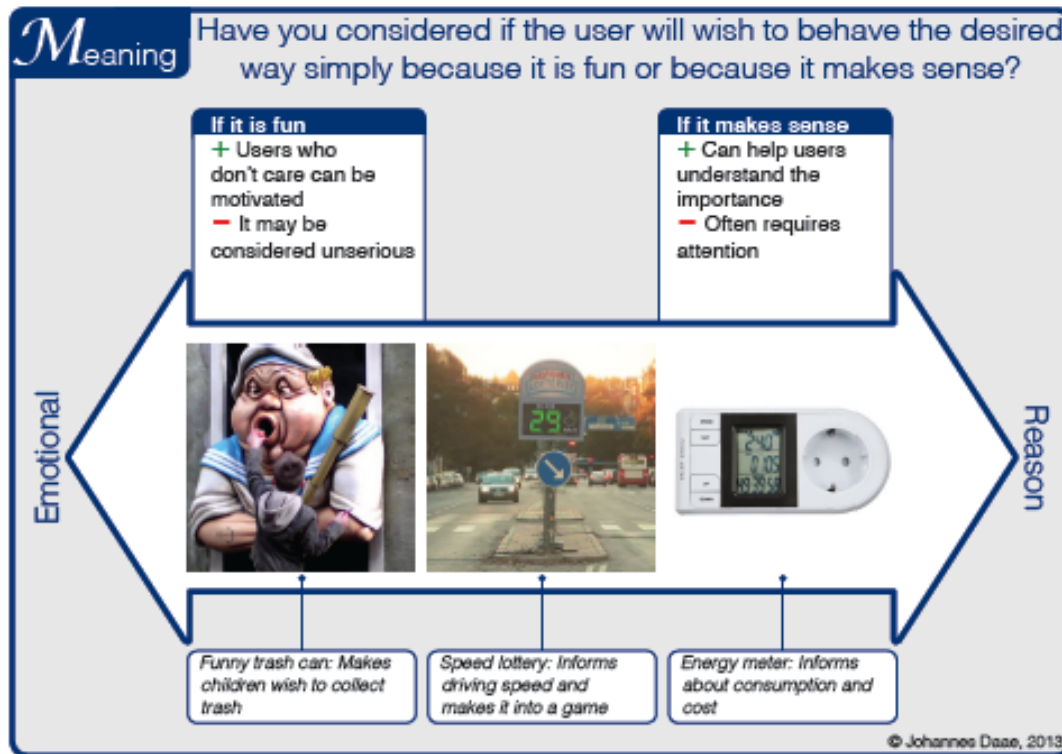 Meaning
Have you considered if the user will wish to behave the desired
way simply because it is fun or because it makes sense?
If it is fun
+ Users who
don't care can be
motivated
− It may be
considered unserious
If it makes sense
+ Can help users
understand the
importance
− Often requires
attention
Emotional
29
240
0.105
Reason
Funny trash can: Makes
children wish to collect
trash
Speed lottery: Informs
driving speed and
makes it into a game
Energy meter: Informs
about consumption and
cost
© Johannes Daae, 2013